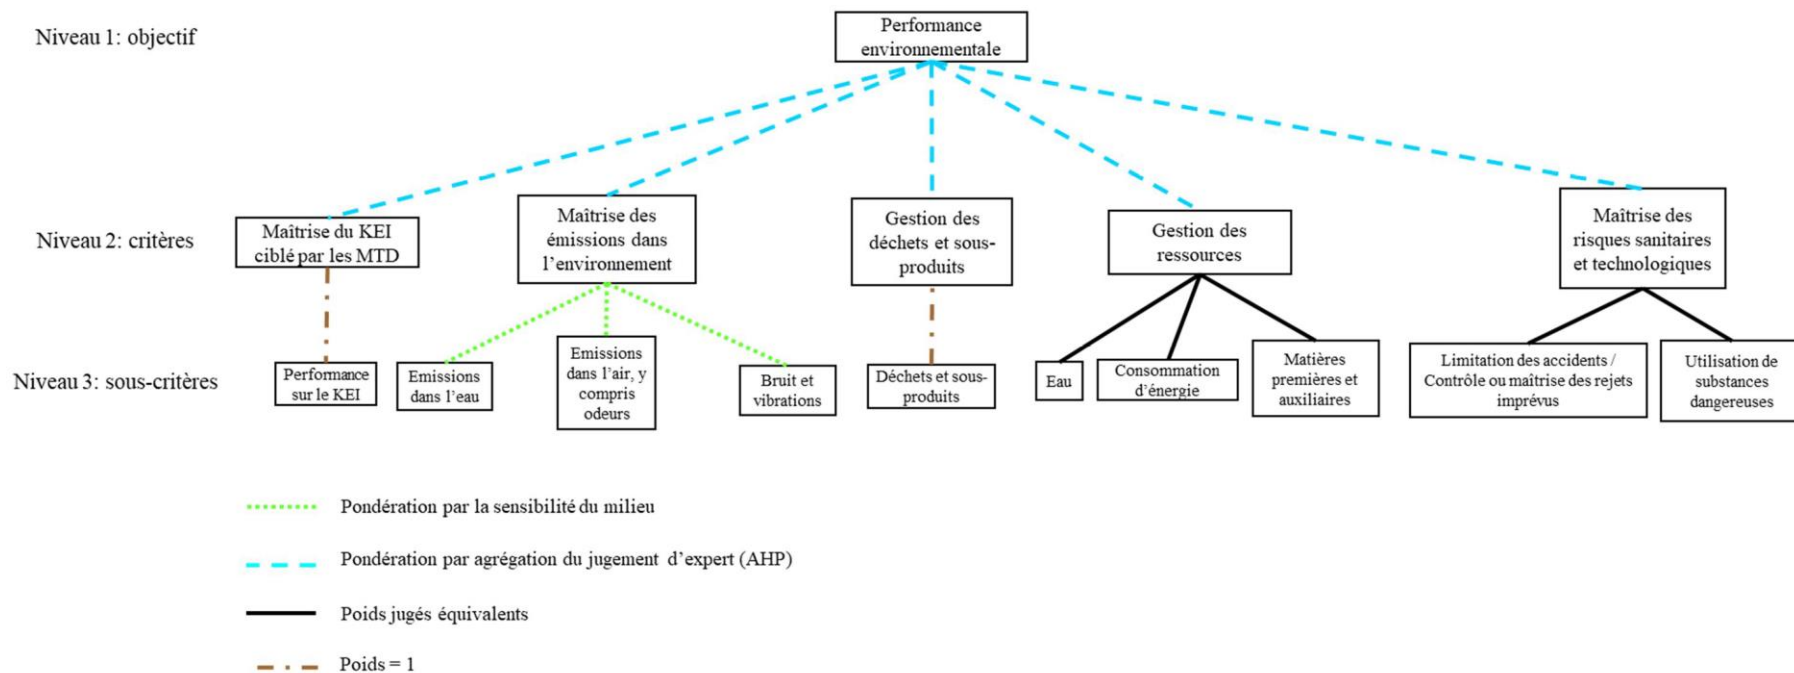 Niveau 1: objectif
Performance
environnementale
Niveau 2: critères
Maîtrise du KEI
ciblé par les MTD
Maîtrise des
émissions dans
l'environnement
Gestion des
déchets et sous-
produits
Gestion des
ressources
Maîtrise des
risques sanitaires
et technologiques
Niveau 3: sous-critères
Performance
sur le KEI
Emissions
dans l'eau
Emissions
dans l'air, y
compris
odeurs
Bruit et
vibrations
Déchets et sous-
produits
Eau
Consommation
d'énergie
Matières
premières et
auxiliaires
Limitation des accidents /
Contrôle ou maîtrise des rejets
imprévus
Utilisation de
substances
dangereuses
Pondération par la sensibilité du milieu
Pondération par agrégation du jugement d'expert (AHP)
Poids jugés équivalents
Poids = 1